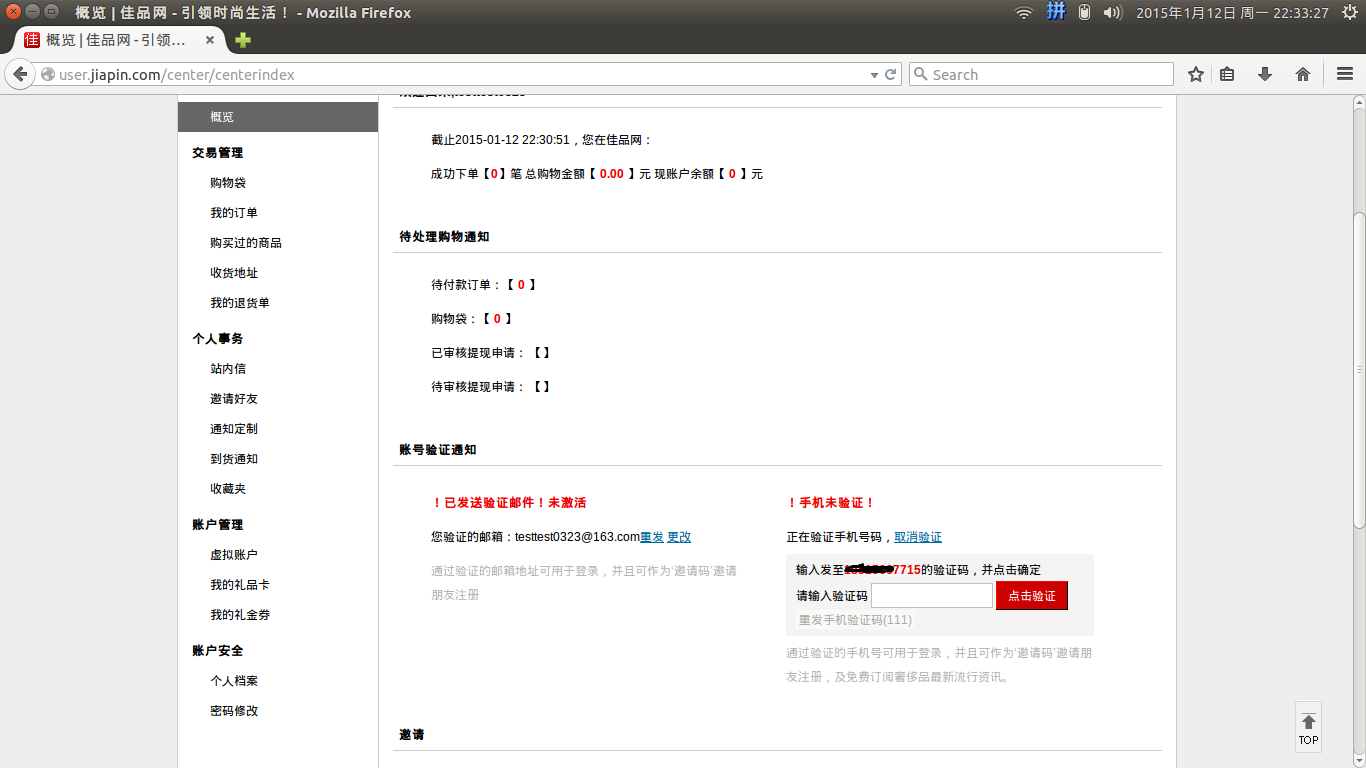 概览 | 佳品网 - 引领时尚生活！ - Mozilla Firefox
拼
2015年1月12日 周一 22:33:27
佳 概览 | 佳品网 - 引领...
user.jiapin.com/center/centerindex
Search
概览
交易管理
购物袋
我的订单
购买过的商品
收货地址
我的退货单
个人事务
站内信
邀请好友
通知定制
到货通知
收藏夹
账户管理
虚拟账户
我的礼品卡
我的礼金券
账户安全
个人档案
密码修改
截止2015-01-12 22:30:51，您在佳品网：
成功下单【0】笔 总购物金额【 0.00 】元 现账户余额【 0 】元
待处理购物通知
待付款订单：【 0 】
购物袋：【 0 】
已审核提现申请： 【 】
待审核提现申请： 【 】
账号验证通知
！已发送验证邮件！未激活
您验证的邮箱：testtest0323@163.com重发 更改
通过验证的邮箱地址可用于登录，并且可作为‘邀请码’邀请
朋友注册
！手机未验证！
正在验证手机号码，取消验证
输入发至7715的验证码，并点击确定
请输入验证码 点击验证
重发手机验证码(111)
通过验证的手机号可用于登录，并且可作为‘邀请码’邀请朋
友注册，及免费订阅奢侈品最新流行资讯。
邀请
TOP